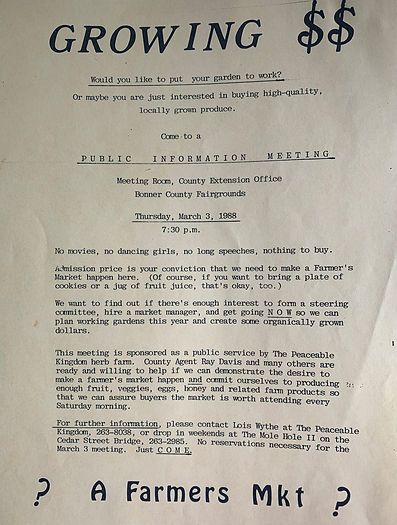 GROWING $$
Would you like to put your garden to work?
Or maybe you are just interested in buying high-quality,
locally grown produce.
Come to a
PUBLIC INFORMATION MEETING
Meeting Room, County Extension Office
Bonner County Fairgrounds
Thursday, March 3, 1988
7:30 p.m.
No movies, no dancing girls, no long speeches, nothing to buy.
Admission price is your conviction that we need to make a Farmer's
Market happen here. (Of course, if you want to bring a plate of
cookies or a jug of fruit juice, that's okay, too.)
We want to find out if there's enough interest to form a steering
committee, hire a market manager, and get going NOW so we can
plan working gardens this year and create some organically grown
dollars.
This meeting is sponsored as a public service by The Peaceable
Kingdom herb farm. County Agent Ray Davis and many others are
ready and willing to help if we can demonstrate the desire to
make a farmer's market happen and commit ourselves to producing
enough fruit, veggies, eggs, honey and related farm products so
that we can assure buyers the market is worth attending every
Saturday morning.
For further information, please contact Lois Wythe at The Peaceable
Kingdom, 263-8038, or drop in weekends at The Mole Hole II on the
Cedar Street Bridge, 263-2985. No reservations necessary for the
March 3 meeting. Just COME.
? A Farmers Mkt ?